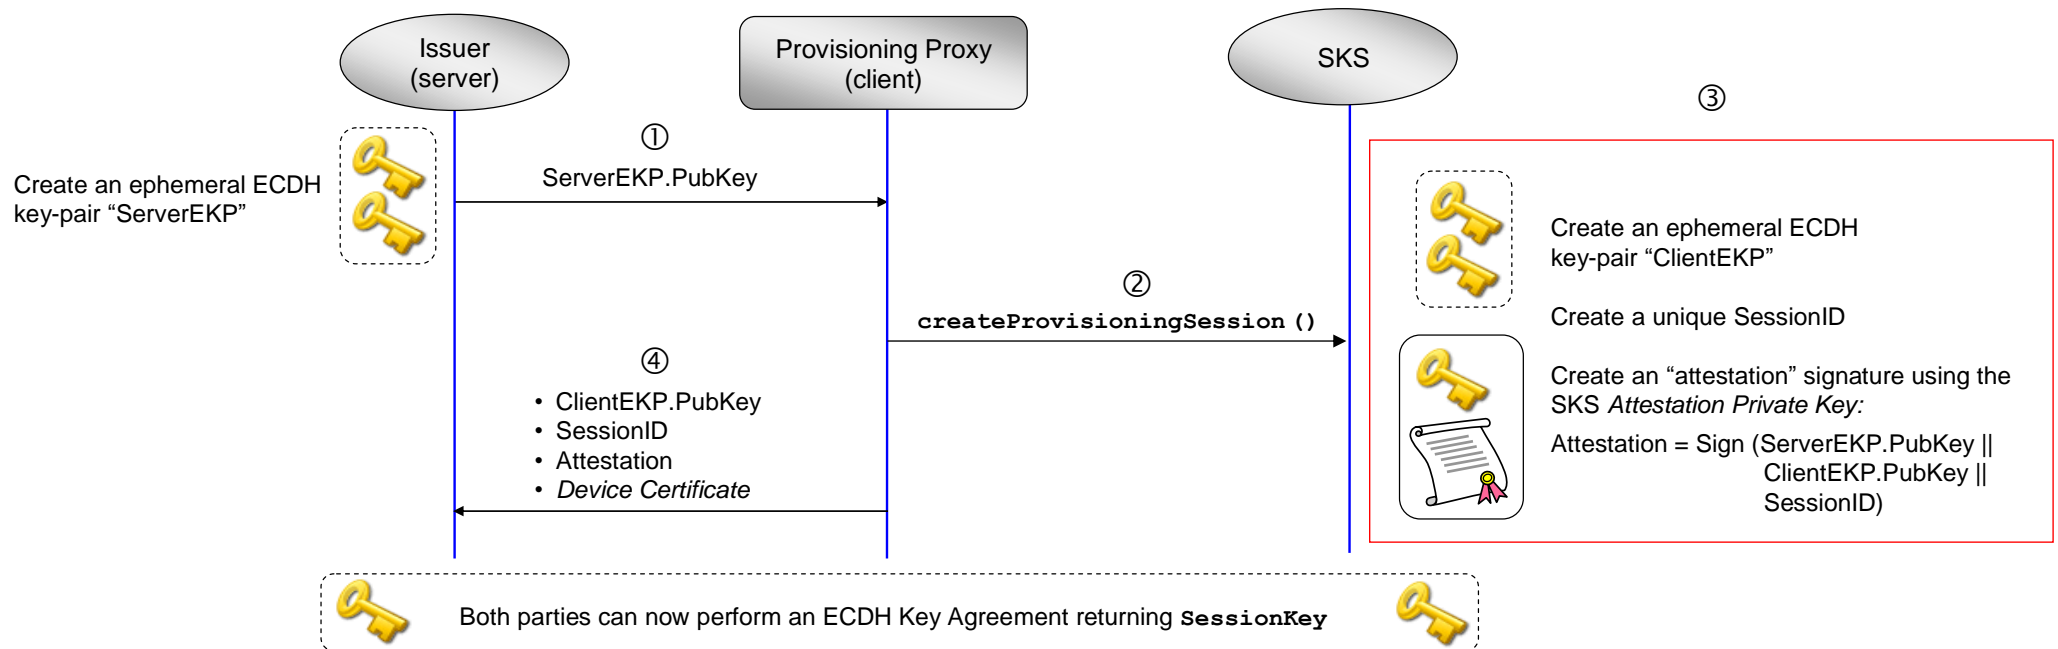 Issuer
(server)
Provisioning Proxy
(client)
SKS
③
①
ServerEKP.PubKey
Create an ephemeral ECDH
key-pair “ServerEKP”
②
createProvisioningSession ()
Create an ephemeral ECDH
key-pair “ClientEKP”
Create a unique SessionID
Create an “attestation” signature using the
SKS Attestation Private Key:
Attestation = Sign (ServerEKP.PubKey ||
ClientEKP.PubKey ||
SessionID)
④
• ClientEKP.PubKey
• SessionID
• Attestation
• Device Certificate
Both parties can now perform an ECDH Key Agreement returning SessionKey